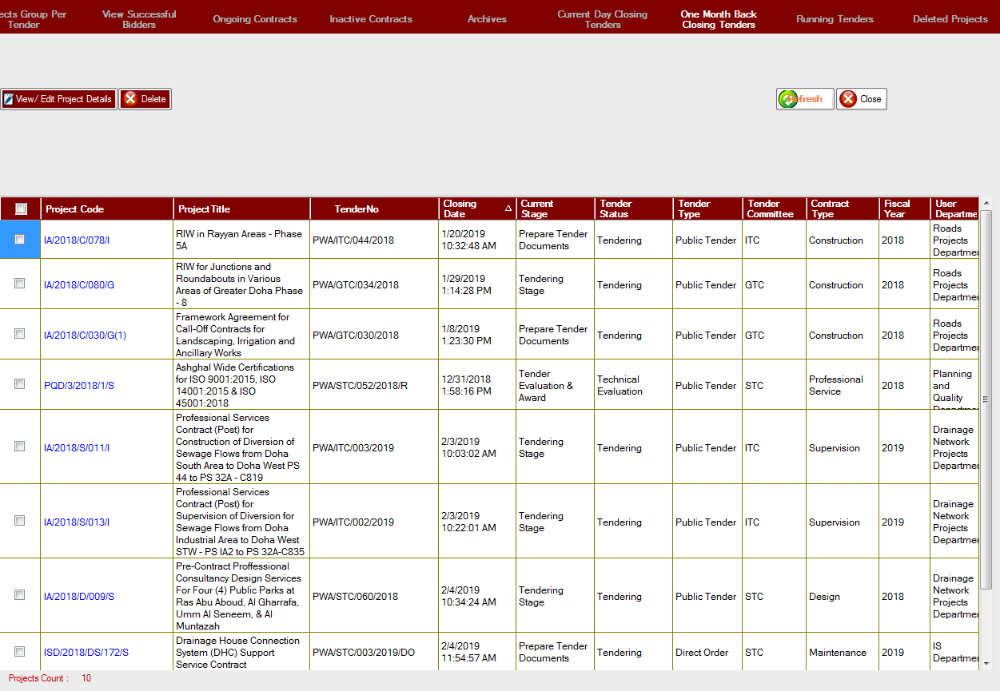 ects Group Per
Tender
View Successful
Bidders
Ongoing Contracts
Inactive Contracts
Archives
Current Day Closing
Tenders
One Month Back
Closing Tenders
Running Tenders
Deleted Projects
View/ Edit Project Details
Delete
Refresh
Close
Project Code
Project Title
TenderNo
Closing
Date
Current
Stage
Tender
Status
Tender
Type
Tender
Committee
Contract
Type
Fiscal
Year
User
Departme
IA/2018/C/078/I
RIW in Rayyan Areas - Phase
5A
PWA/ITC/044/2018
1/20/2019
10:32:48 AM
Prepare Tender
Documents
Tendering
Public Tender
ITC
Construction
2018
Roads
Projects
Departmen
IA/2018/C/080/G
RIW for Junctions and
Roundabouts in Various
Areas of Greater Doha Phase
- 8
PWA/GTC/034/2018
1/29/2019
1:14:28 PM
Tendering
Stage
Tendering
Public Tender
GTC
Construction
2018
Roads
Projects
Departmen
IA/2018/C/030/G(1)
Framework Agreement for
Call-Off Contracts for
Landscaping, Irrigation and
Ancillary Works
PWA/GTC/030/2018
1/8/2019
1:23:30 PM
Prepare Tender
Documents
Tendering
Public Tender
GTC
Construction
2018
Roads
Projects
Departmen
PQD/3/2018/1/S
Ashghal Wide Certifications
for ISO 9001:2015, ISO
14001:2015 & ISO
45001:2018
PWA/STC/052/2018/R
12/31/2018
1:58:16 PM
Tender
Evaluation &
Award
Technical
Evaluation
Public Tender
STC
Professional
Service
2018
Planning
and
Quality
Departmen
IA/2018/S/011/I
Professional Services
Contract (Post) for
Construction of Diversion of
Sewage Flows from Doha
South Area to Doha West PS
44 to PS 32A - C819
PWA/ITC/003/2019
2/3/2019
10:03:02 AM
Tendering
Stage
Tendering
Public Tender
ITC
Supervision
2019
Drainage
Network
Projects
Departmen
IA/2018/S/013/I
Professional Services
Contract (Post) for
Supervision of Diversion for
Sewage Flows from Doha
Industrial Area to Doha West
STW - PS IA2 to PS 32A-C835
PWA/ITC/002/2019
2/3/2019
10:22:01 AM
Tendering
Stage
Tendering
Public Tender
ITC
Supervision
2019
Drainage
Network
Projects
Departmen
IA/2018/D/009/S
Pre-Contract Proffessional
Consultancy Design Services
For Four (4) Public Parks at
Ras Abu Aboud, Al Gharrafa,
Umm Al Seneem, & Al
Muntazah
PWA/STC/060/2018
2/4/2019
10:34:24 AM
Tendering
Stage
Tendering
Public Tender
STC
Design
2018
Drainage
Network
Projects
Departmen
ISD/2018/DS/172/S
Drainage House Connection
System (DHC) Support
Service Contract
PWA/STC/003/2019/DO
2/4/2019
11:54:57 AM
Prepare Tender
Documents
Tendering
Direct Order
STC
Maintenance
2019
IS
Departmen
Projects Count : 10